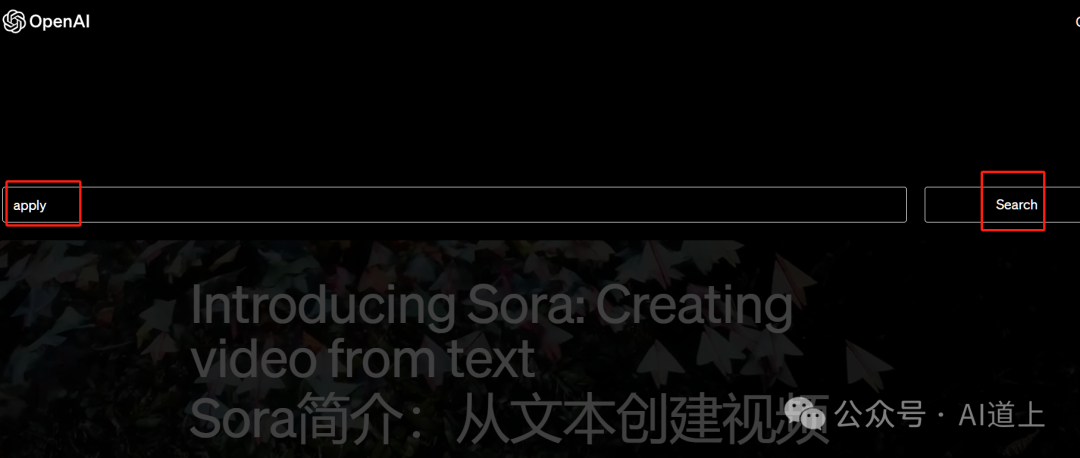 OpenAI
apply
Search
Introducing Sora: Creating
video from text
Sora简介：从文本创建视频
公众号 · AI道上